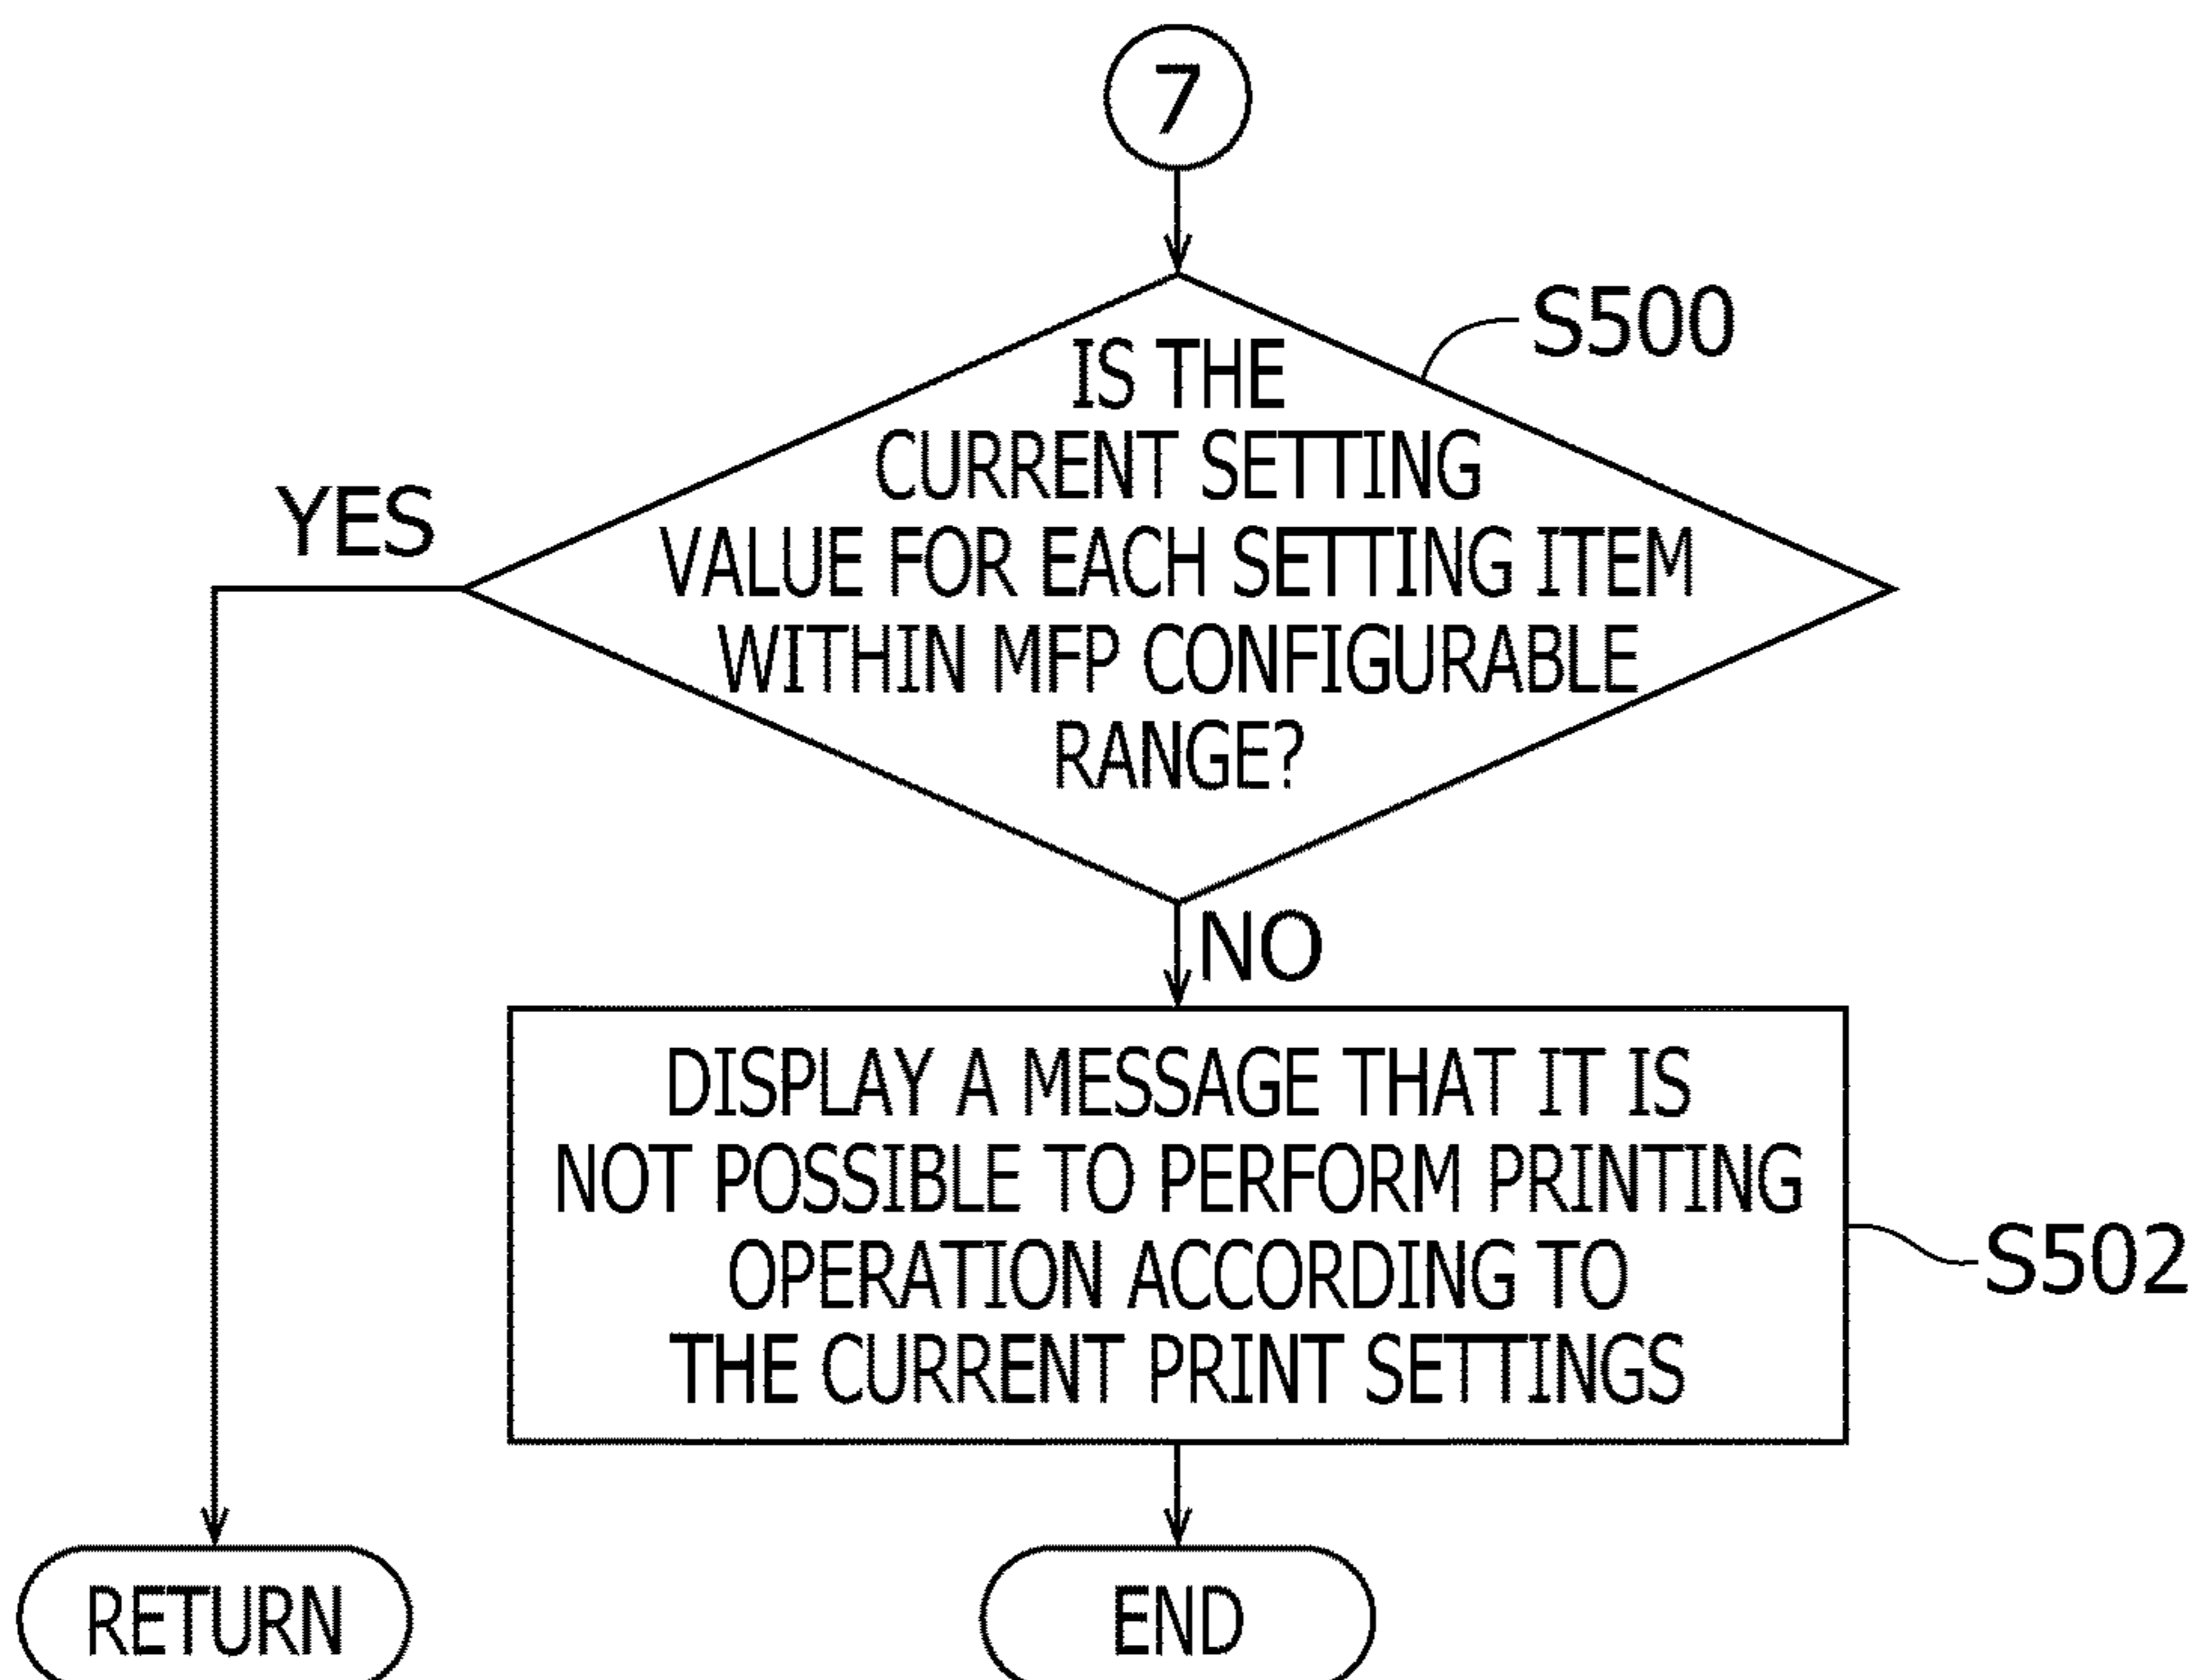 7
S500
IS THE
CURRENT SETTING
VALUE FOR EACH SETTING ITEM
WITHIN MFP CONFIGURABLE
RANGE?
YES
NO
DISPLAY A MESSAGE THAT IT IS
NOT POSSIBLE TO PERFORM PRINTING
OPERATION ACCORDING TO
THE CURRENT PRINT SETTINGS
S502
RETURN
END